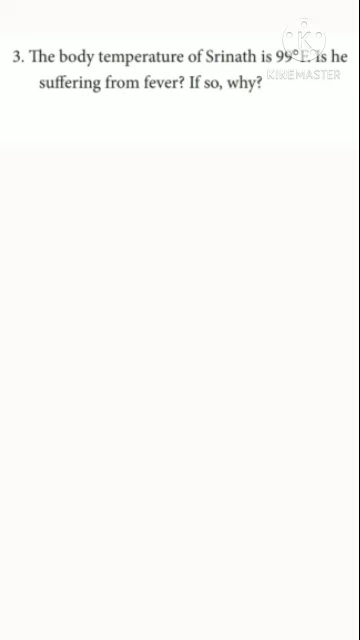 3. The body temperature of Srinath is 99°F. Is he
suffering from fever? If so, why?
KINEMASTER